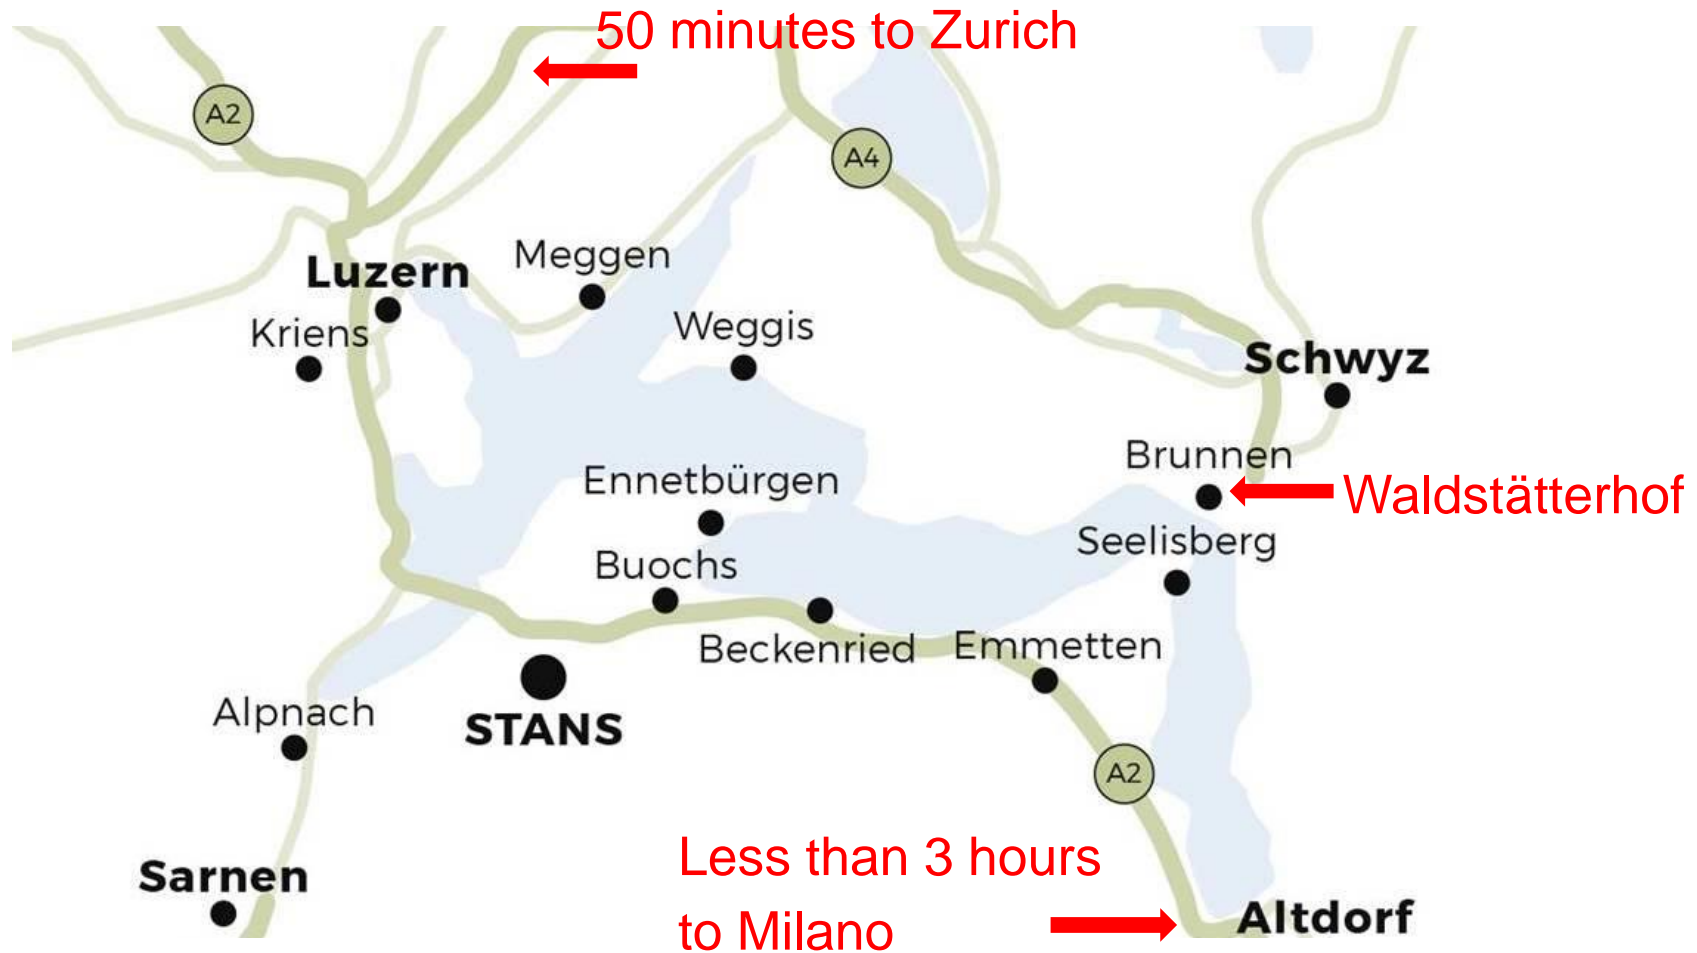 50 minutes to Zurich
A2
A4
Meggen
Luzern
Weggis
Kriens
Schwyz
Brunnen
Ennetbürgen
Waldstätterhof
Seelisberg
Buochs
Beckenried
Emmetten
Alpnach
STANS
A2
Less than 3 hours
to Milano
Sarnen
Altdorf